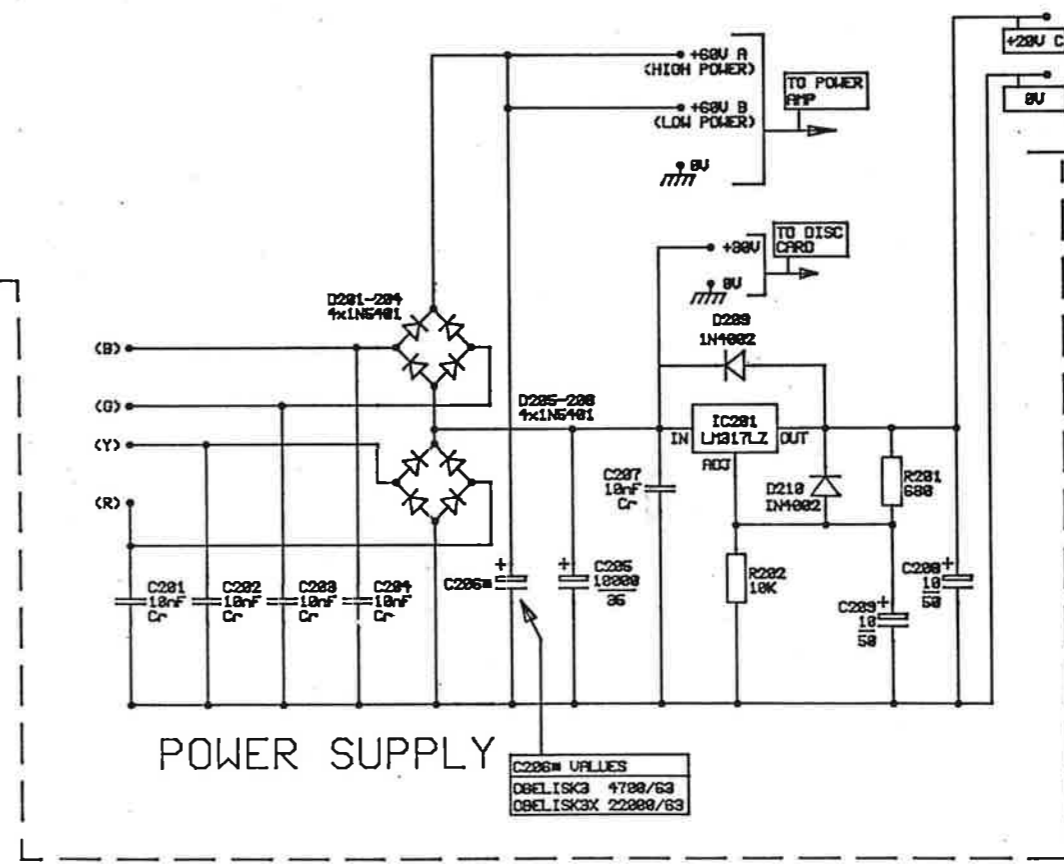 +60V A
(HIGH POWER)
+60V B
(LOW POWER)
0V
TO POWER
AMP
+20V C
0V
+30V
0V
TO DISC
CARD
D201-204
4x1N5401
(B)
(G)
(Y)
(R)
D205-208
4x1N5401
D209
1N4002
IC201
LM317LZ
IN
OUT
ADJ
C207
10nF
Cr
D210
IN4002
R201
680
R202
10K
C201
10nF
Cr
C202
10nF
Cr
C203
10nF
Cr
C204
10nF
Cr
+
C206*
+
C205
10000
35
C209+
10
50
C208+
10
50
POWER SUPPLY
C206* VALUES
OBELISK3 4700/63
OBELISK3X 22000/63